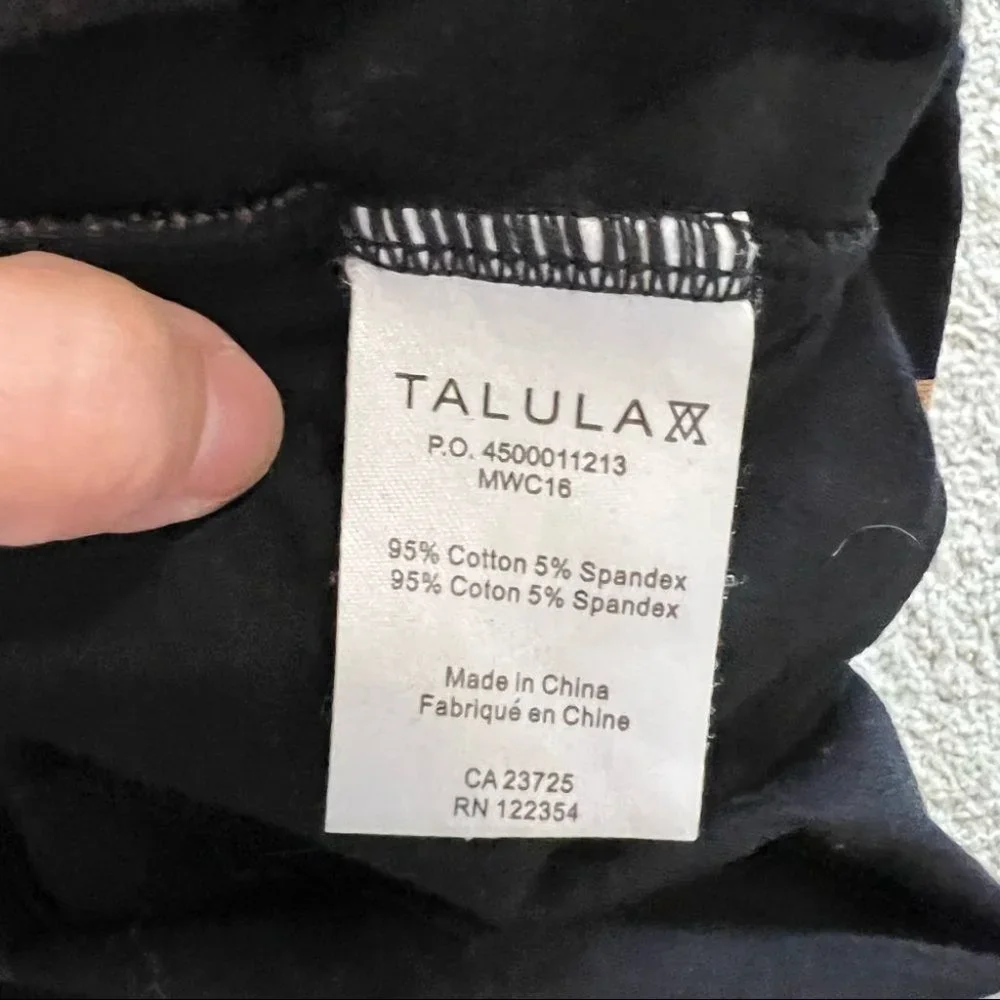 TALULA
P.O. 4500011213
MWC16
95% Cotton 5% Spandex
95% Coton 5% Spandex
Made in China
Fabriqué en Chine
CA 23725
RN 122354